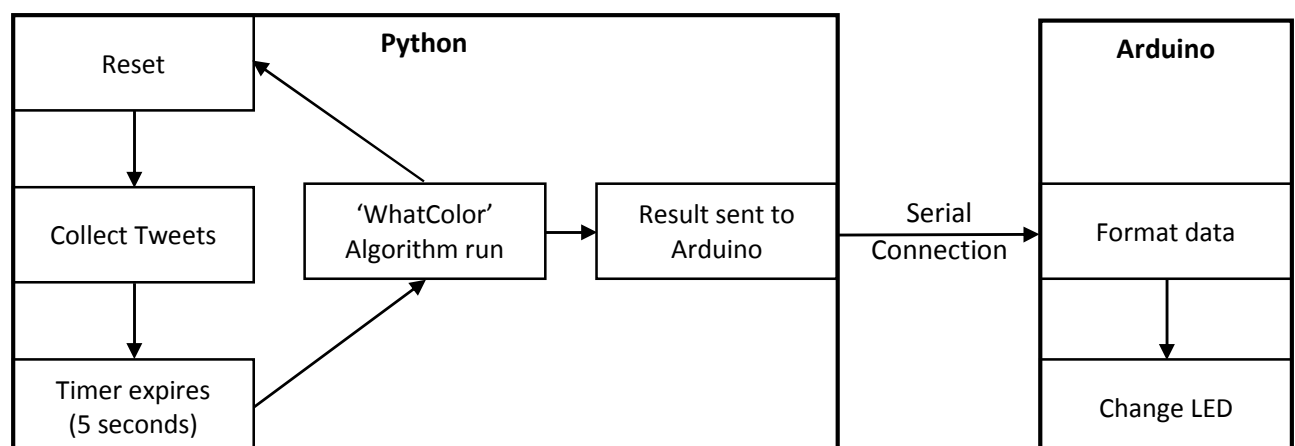 Python
Reset
Collect Tweets
Timer expires
(5 seconds)
‘WhatColor’
Algorithm run
Result sent to
Arduino
Serial
Connection
Arduino
Format data
Change LED